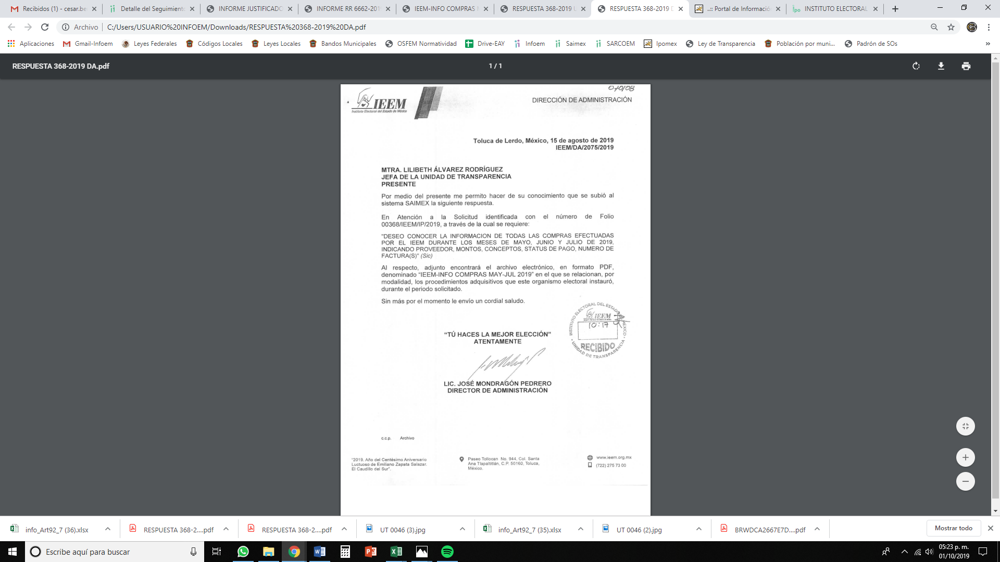 Recibidos (1) - cesar.be
Detalle del Seguimiento
INFORME JUSTIFICADO
INFORME RR 6662-201
IEEM-INFO COMPRAS
RESPUESTA 368-2019 U
RESPUESTA 368-2019 D
..:: Portal de Informació
INSTITUTO ELECTORAL
Archivo
C:/Users/USUARIO%20INFOEM/Downloads/RESPUESTA%20368-2019%20DA.pdf
Aplicaciones
Gmail-Infoem
Leyes Federales
Códigos Locales
Leyes Locales
Bandos Municipales
OSFEM Normatividad
Drive-EAY
Infoem
Saimex
SARCOEM
Ipomex
Ley de Transparencia
Población por muni...
Padrón de SOs
RESPUESTA 368-2019 DA.pdf
1 / 1
070108
IEEM
Instituto Electoral del Estado de México
DIRECCIÓN DE ADMINISTRACIÓN
Toluca de Lerdo, México, 15 de agosto de 2019
IEEM/DA/2075/2019
MTRA. LILIBETH ÁLVAREZ RODRÍGUEZ
JEFA DE LA UNIDAD DE TRANSPARENCIA
PRESENTE
Por medio del presente me permito hacer de su conocimiento que se subió al
sistema SAIMEX la siguiente respuesta.
En Atención a la Solicitud identificada con el número de Folio
00368/IEEM/IP/2019, a través de la cual se requiere:
"DESEO CONOCER LA INFORMACION DE TODAS LAS COMPRAS EFECTUADAS
POR EL IEEM DURANTE LOS MESES DE MAYO, JUNIO Y JULIO DE 2019,
INDICANDO PROVEEDOR, MONTOS, CONCEPTOS, STATUS DE PAGO, NUMERO DE
FACTURA(S)" (Sic)
Al respecto, adjunto encontrará el archivo electrónico, en formato PDF,
denominado "IEEM-INFO COMPRAS MAY-JUL 2019" en el que se relacionan, por
modalidad, los procedimientos adquisitivos que este organismo electoral instauró,
durante el periodo solicitado.
Sin más por el momento le envío un cordial saludo.
INSTITUTO ELECTORAL DEL ESTADO DE MÉXICO
IEEM
10:17
RECIBIDO
UNIDAD DE TRANSPARENCIA
"TÚ HACES LA MEJOR ELECCIÓN"
ATENTAMENTE
LIC. JOSÉ MONDRAGÓN PEDRERO
DIRECTOR DE ADMINISTRACIÓN
c.c.p. Archivo
"2019. Año del Centésimo Aniversario
Luctuoso de Emiliano Zapata Salazar.
El Caudillo del Sur".
Paseo Tollocan No. 944, Col. Santa
Ana Tlapaltitlán, C.P. 50160, Toluca,
México.
www.ieem.org.mx
(722) 275 73 00
info_Art92_7 (36).xlsx
RESPUESTA 368-2....pdf
RESPUESTA 368-2....pdf
UT 0046 (3).jpg
info_Art92_7 (35).xlsx
UT 0046 (2).jpg
BRWDCA2667E7D....pdf
Mostrar todo
Escribe aquí para buscar
05:23 p. m.
01/10/2019